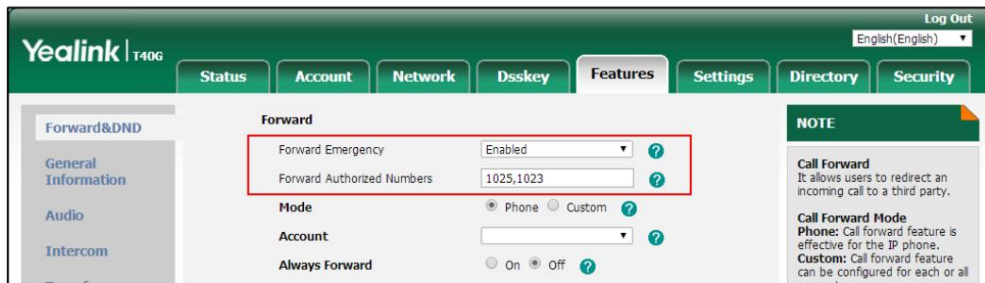 Log Out
Yealink | T40G
English(English)
Status Account Network Dsskey Features Settings Directory Security
Forward&DND
General
Information
Audio
Intercom
Forward
Forward Emergency Enabled
Forward Authorized Numbers 1025,1023
Mode Phone Custom
Account
Always Forward On Off
NOTE
Call Forward
It allows users to redirect an
incoming call to a third party.
Call Forward Mode
Phone: Call forward feature is
effective for the IP phone.
Custom: Call forward feature
can be configured for each or all